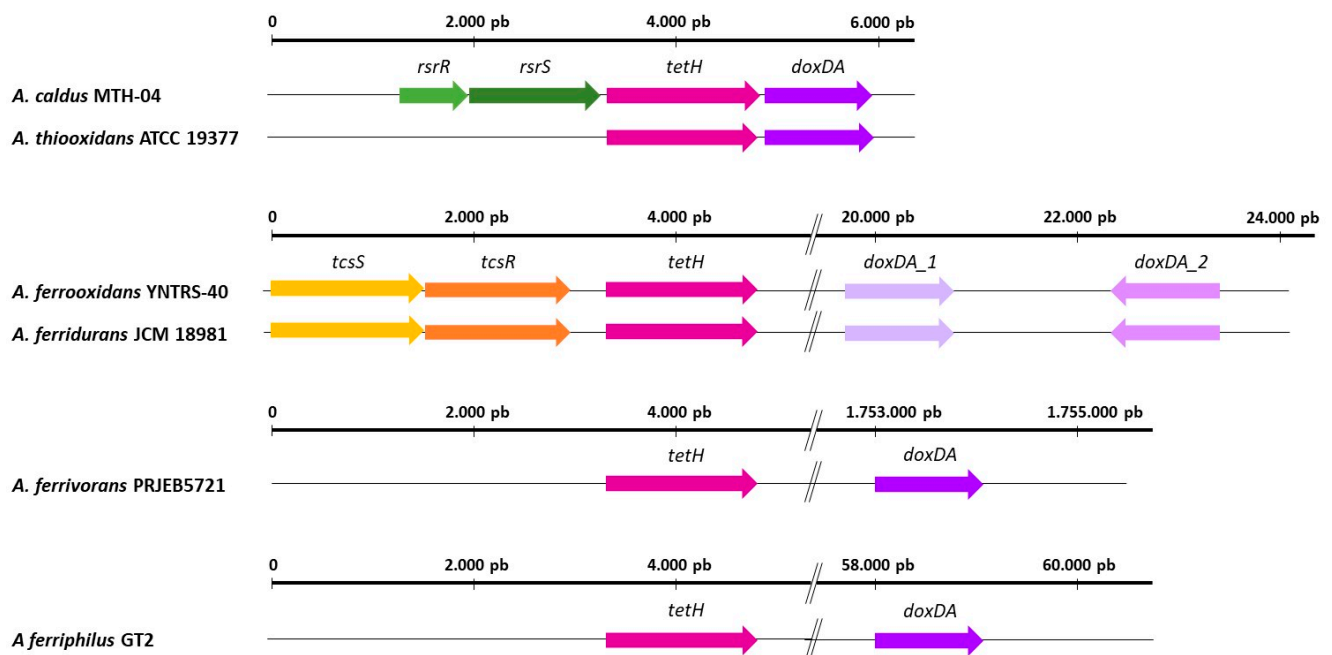 0 2.000 pb 4.000 pb 6.000 pb
rsrR rsrS tetH doxDA
A. caldus MTH-04
A. thiooxidans ATCC 19377
0 2.000 pb 4.000 pb 20.000 pb 22.000 pb 24.000 pb
tcsS tcsR tetH doxDA_1 doxDA_2
A. ferrooxidans YNTRS-40
A. ferridurans JCM 18981
0 2.000 pb 4.000 pb 1.753.000 pb 1.755.000 pb
tetH doxDA
A. ferrivorans PRJEB5721
0 2.000 pb 4.000 pb 58.000 pb 60.000 pb
tetH doxDA
A ferriphilus GT2